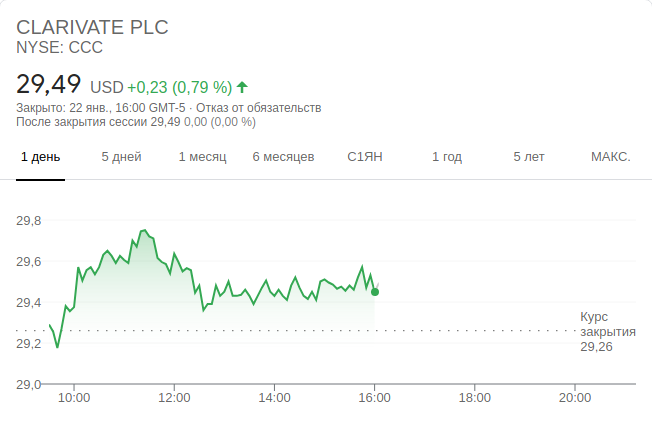 CLARIVATE PLC
NYSE: CCC
29,49 USD +0,23 (0,79 %)
Закрыто: 22 янв., 16:00 GMT-5 · Отказ от обязательств
После закрытия сессии 29,49 0,00 (0,00 %)
1 день 5 дней 1 месяц 6 месяцев С1ЯН 1 год 5 лет МАКС.
29,8
29,6
29,4
29,2
29,0
Курс
закрытия
29,26
10:00 12:00 14:00 16:00 18:00 20:00